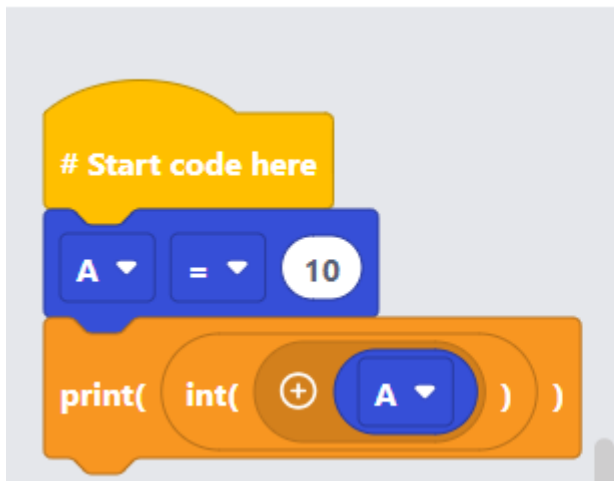 # Start code here
A = 10
print( int( + A ) )